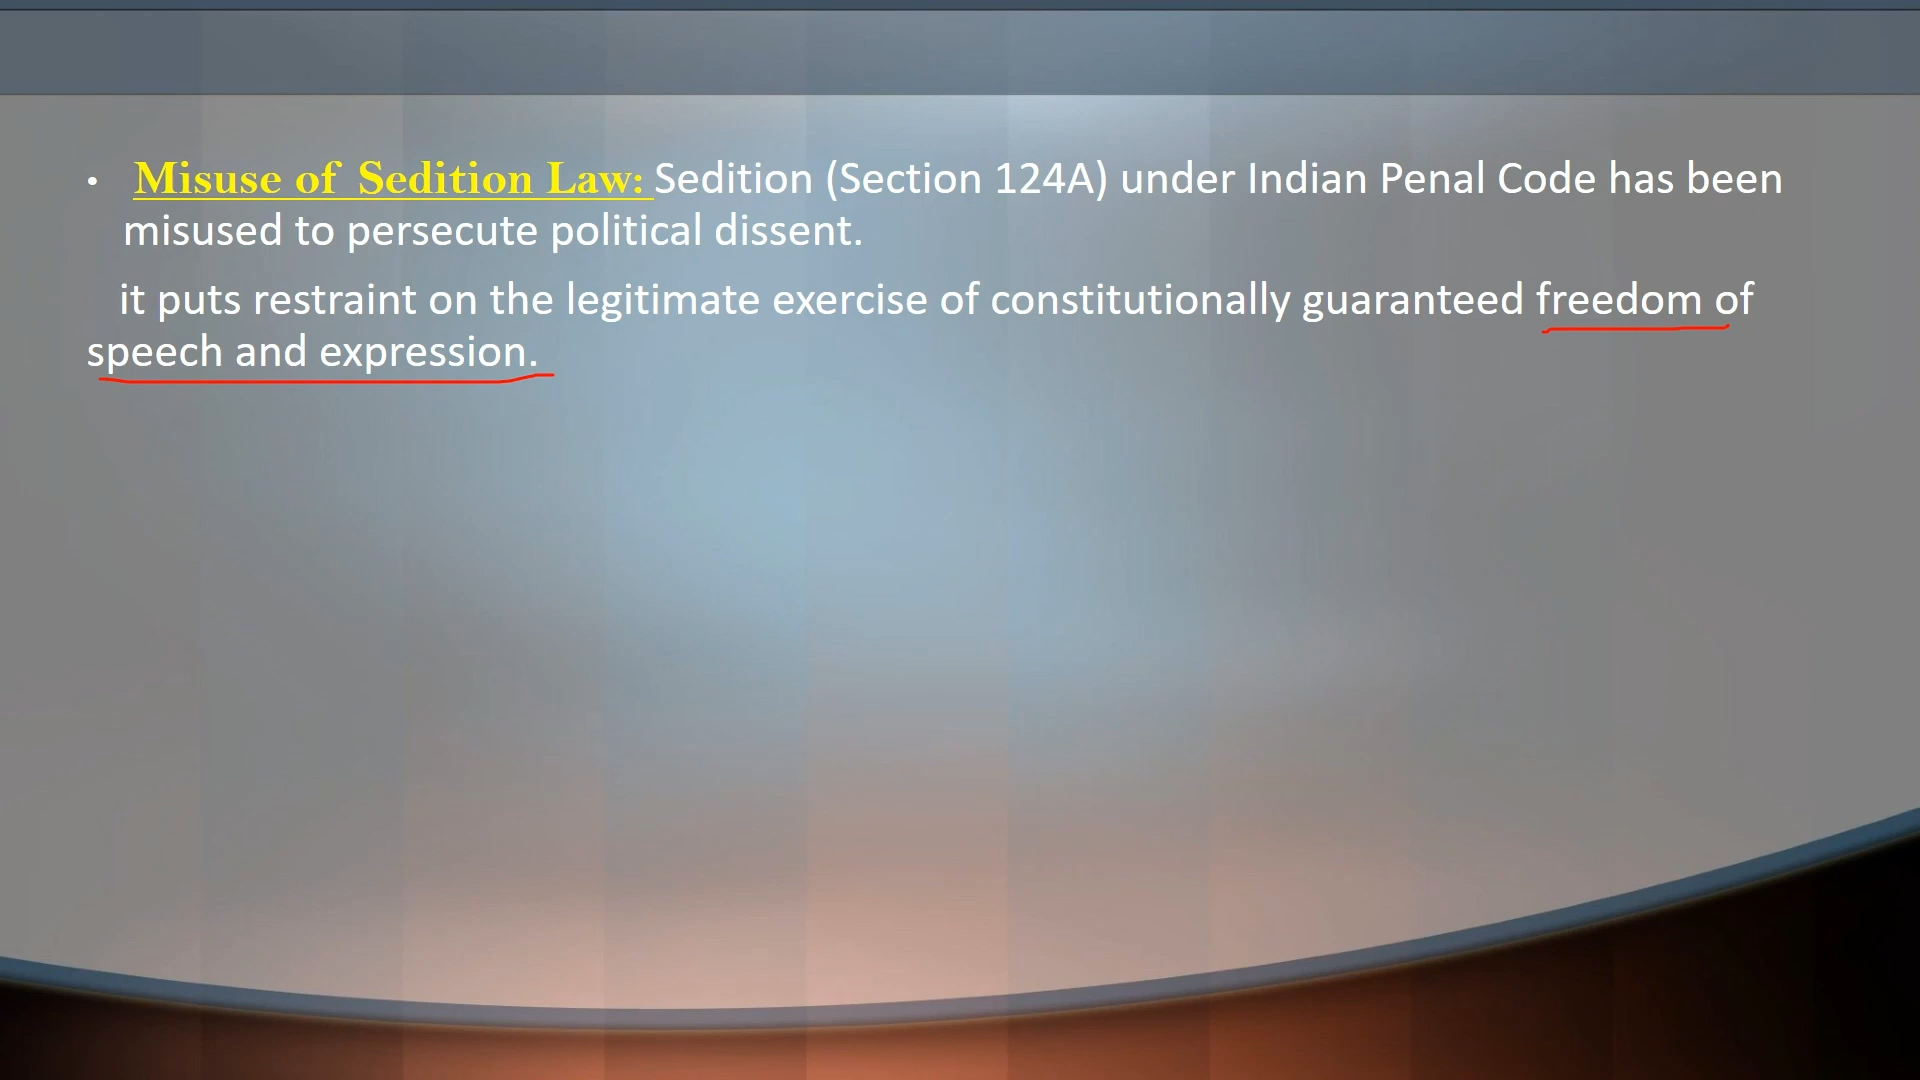 • Misuse of Sedition Law: Sedition (Section 124A) under Indian Penal Code has been
misused to persecute political dissent.
it puts restraint on the legitimate exercise of constitutionally guaranteed freedom of
speech and expression.